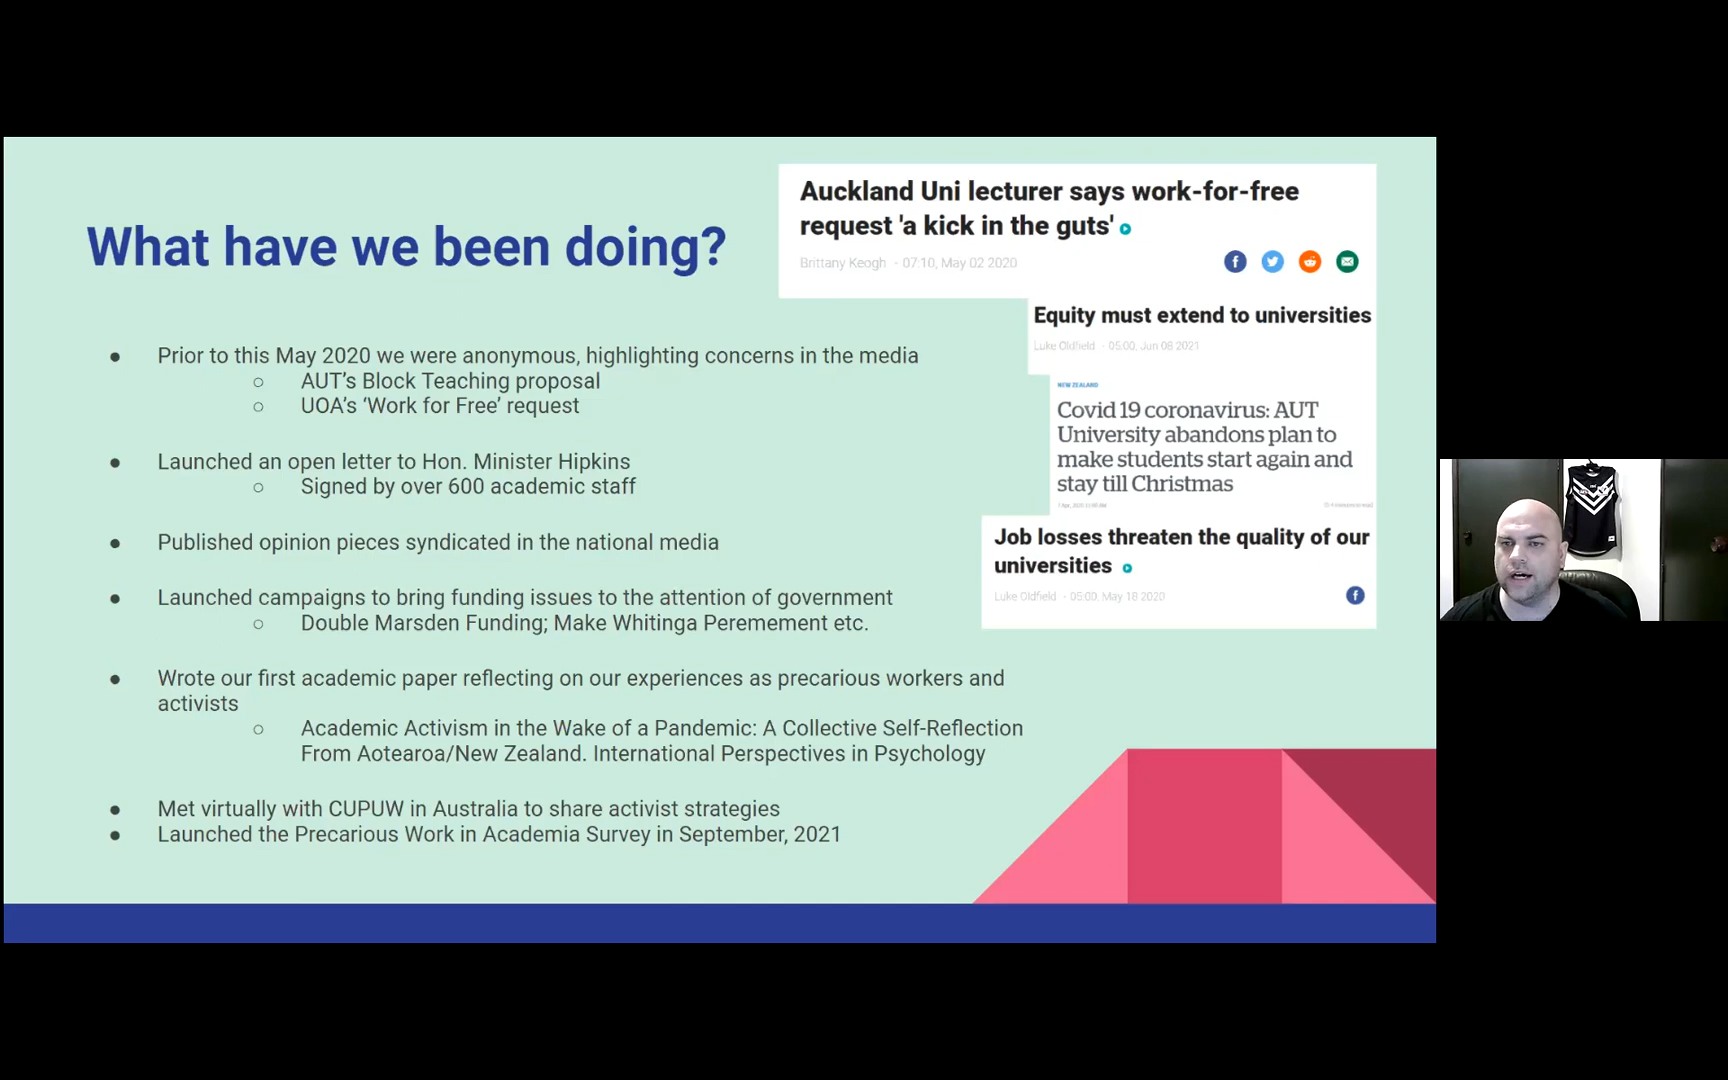 What have we been doing?
Auckland Uni lecturer says work-for-free
request 'a kick in the guts'
Brittany Keogh - 07:10, May 02 2020
Equity must extend to universities
Luke Oldfield - 05:00, Jun 08 2021
NEW ZEALAND
Covid 19 coronavirus: AUT
University abandons plan to
make students start again and
stay till Christmas
Job losses threaten the quality of our
universities
Luke Oldfield - 05:00, May 18 2020
● Prior to this May 2020 we were anonymous, highlighting concerns in the media
○ AUT's Block Teaching proposal
○ UOA's 'Work for Free' request
● Launched an open letter to Hon. Minister Hipkins
○ Signed by over 600 academic staff
● Published opinion pieces syndicated in the national media
● Launched campaigns to bring funding issues to the attention of government
○ Double Marsden Funding; Make Whitinga Peremement etc.
● Wrote our first academic paper reflecting on our experiences as precarious workers and
activists
○ Academic Activism in the Wake of a Pandemic: A Collective Self-Reflection
From Aotearoa/New Zealand. International Perspectives in Psychology
● Met virtually with CUPUW in Australia to share activist strategies
● Launched the Precarious Work in Academia Survey in September, 2021